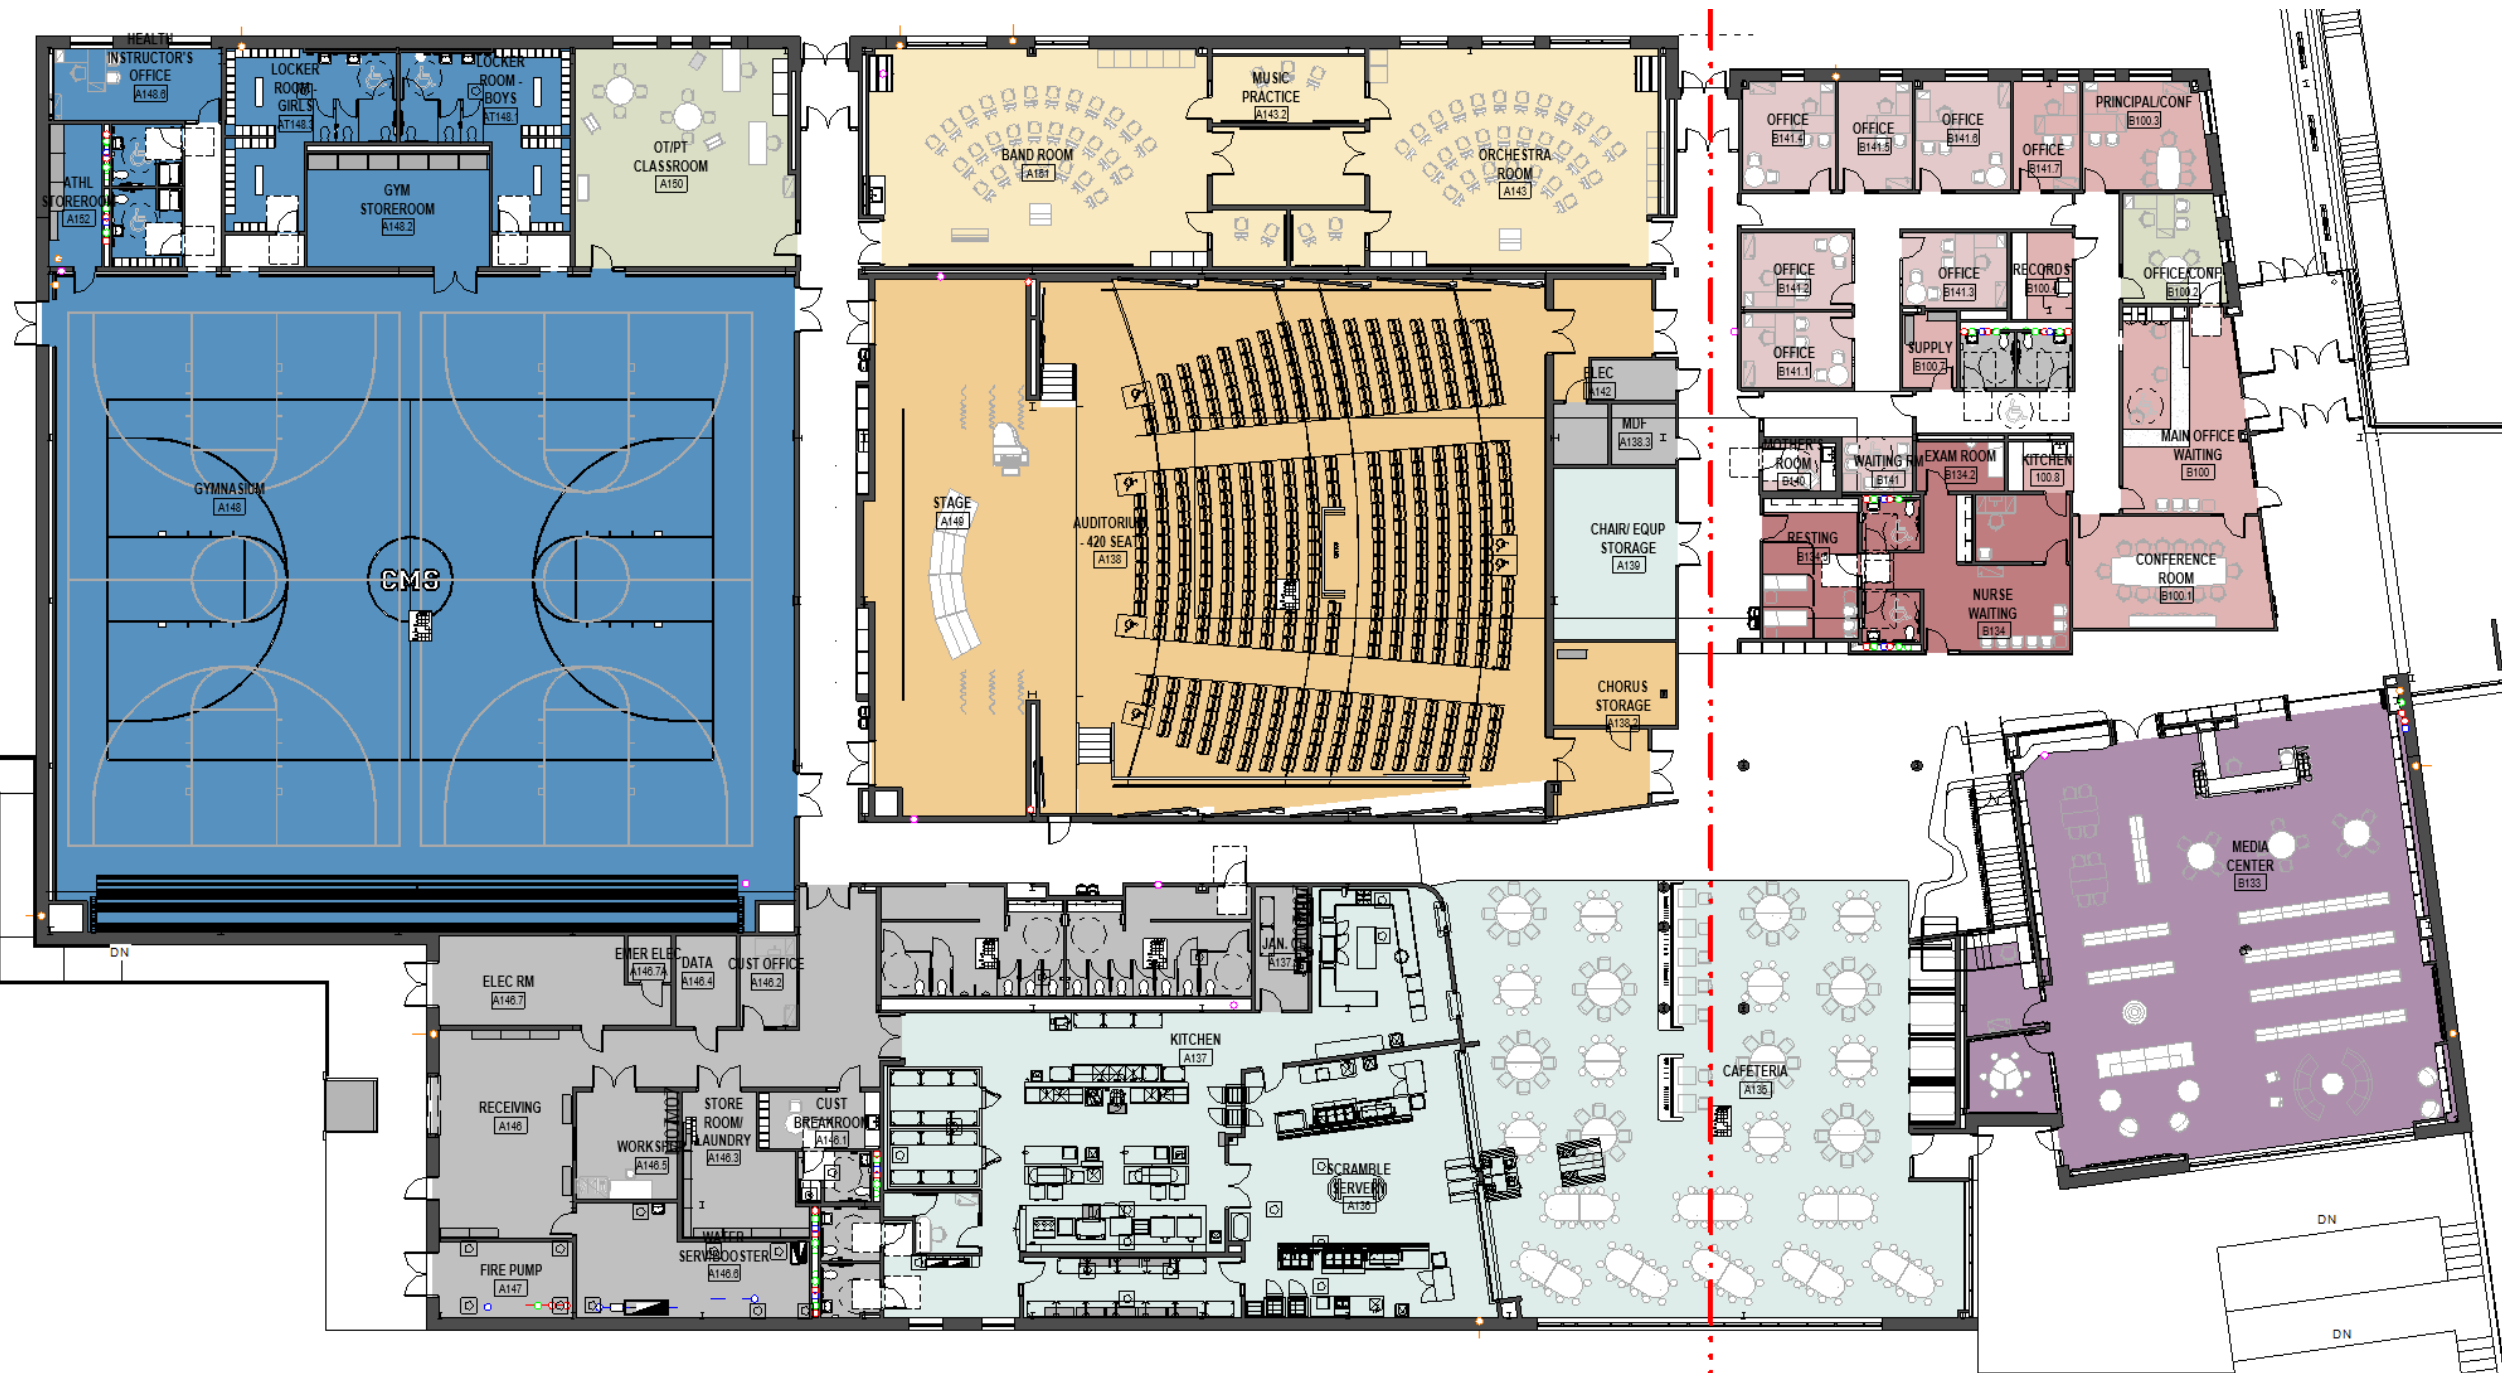 HEALTH
INSTRUCTOR'S
OFFICE
A148.6
LOCKER
ROOM -
GIRLS
AT148.3
LOCKER
ROOM -
BOYS
AT148.1
OT/PT
CLASSROOM
A150
ATHL
STOREROOM
A152
GYM
STOREROOM
A148.2
BAND ROOM
A151
MUSIC
PRACTICE
A143.2
ORCHESTRA
ROOM
A143
OFFICE
B141.4
OFFICE
B141.5
OFFICE
B141.6
OFFICE
B141.7
PRINCIPAL/CONF
B100.3
OFFICE
B141.2
OFFICE
B141.3
RECORDS
B100.4
OFFICE/CONF
B100.2
OFFICE
B141.1
SUPPLY
B100.7
GYMNASIUM
A148
CMS
STAGE
A149
AUDITORIUM
- 420 SEAT
A138
ELEC
A142
MDF
A138.3
CHAIR/ EQUP
STORAGE
A139
CHORUS
STORAGE
A138.2
MOTHER'S
ROOM
B140
WAITING RM
B141
EXAM ROOM
B134.2
KITCHEN
100.8
MAIN OFFICE
WAITING
B100
RESTING
NURSE
WAITING
B134
CONFERENCE
ROOM
B100.1
MEDIA
CENTER
B133
DN
ELEC RM
A146.7
EMER ELEC
A146.7A
DATA
A146.4
CUST OFFICE
A146.2
JAN.
KITCHEN
A137
CAFETERIA
A135
RECEIVING
A146
WORKSHOP
A146.5
STORE
ROOM/
LAUNDRY
A146.3
CUST
BREAKROOM
A146.1
SCRAMBLE
SERVERY
A136
FIRE PUMP
A147
WATER
SERV/BOOSTER
A146.6
DN
DN